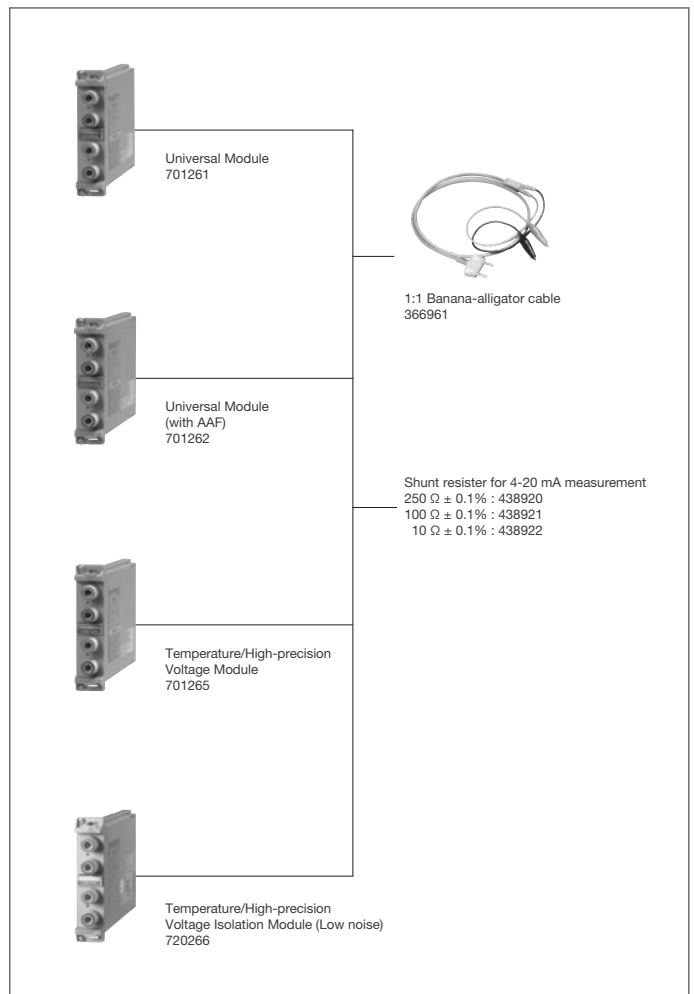 Universal Module
701261
1:1 Banana-alligator cable
366961
Universal Module
(with AAF)
701262
Shunt resister for 4-20 mA measurement
250 Ω ± 0.1% : 438920
100 Ω ± 0.1% : 438921
10 Ω ± 0.1% : 438922
Temperature/High-precision
Voltage Module
701265
Temperature/High-precision
Voltage Isolation Module (Low noise)
720266